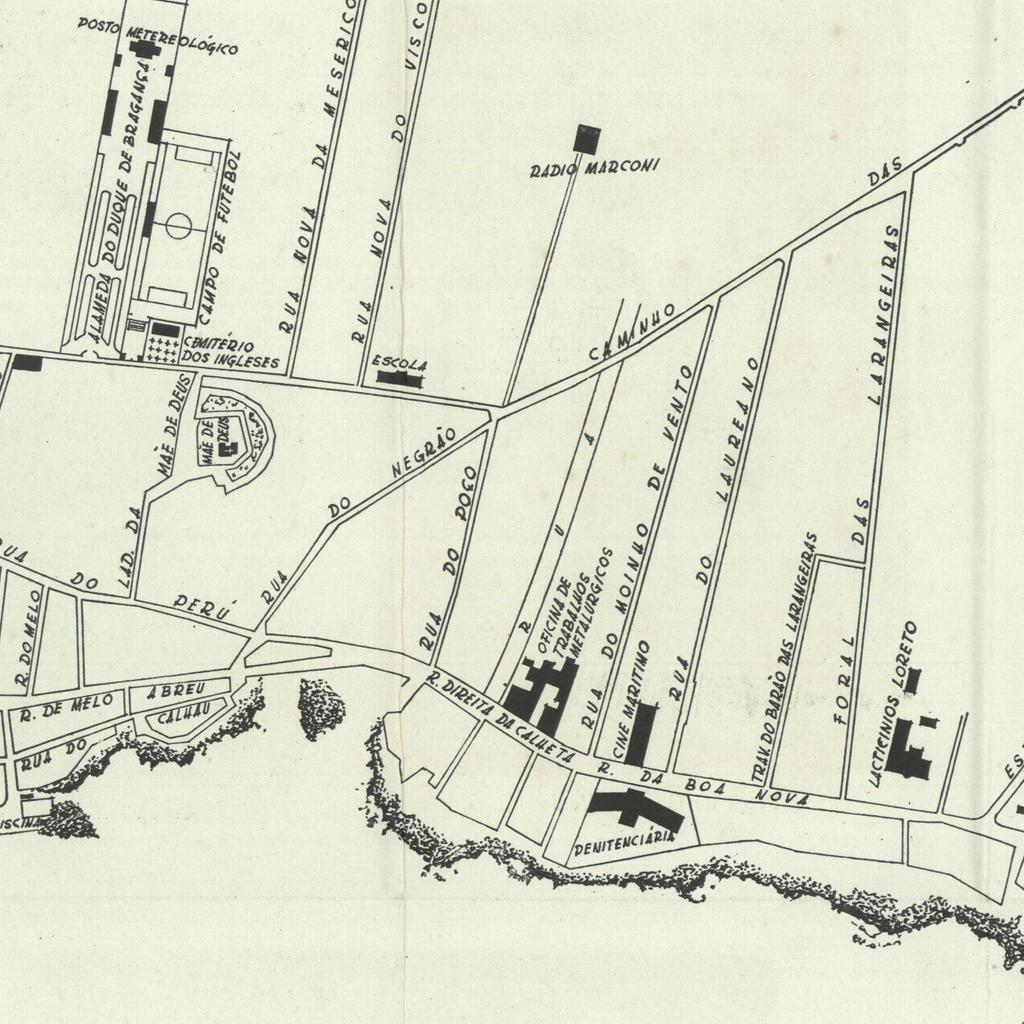 POSTO METEREOLÓGICO
ALAMEDA DO DUQUE DE BRAGANÇA
CAMPO DE FUTEBOL
CEMITÉRIO
DOS INGLESES
RUA NOVA DA MESERICO
RUA NOVA DO VISCO
RADIO MARCONI
ESCOLA
CAMINHO DAS
LAD. DA MÃE DE DEUS
MÃE DE
DEUS
RUA DO NEGRÃO
RUA DO POÇO
RUA
OFICINA DE
TRABALHOS
METALURGICOS
RUA DO MOINHO DE VENTO
CINE MARITIMO
RUA DO LAUREANO
TRAV. DO BARÃO DAS LARANGEIRAS
FORAL DAS LARANGEIRAS
LACTICINIOS LORETO
RUA DO PERÚ
R. DO MELO
R. DE MELO ABREU
RUA DO CALHAU
ISCINA
R. DIREITA DA CALHETA
R. DA BOA NOVA
PENITENCIÁRIA
ES